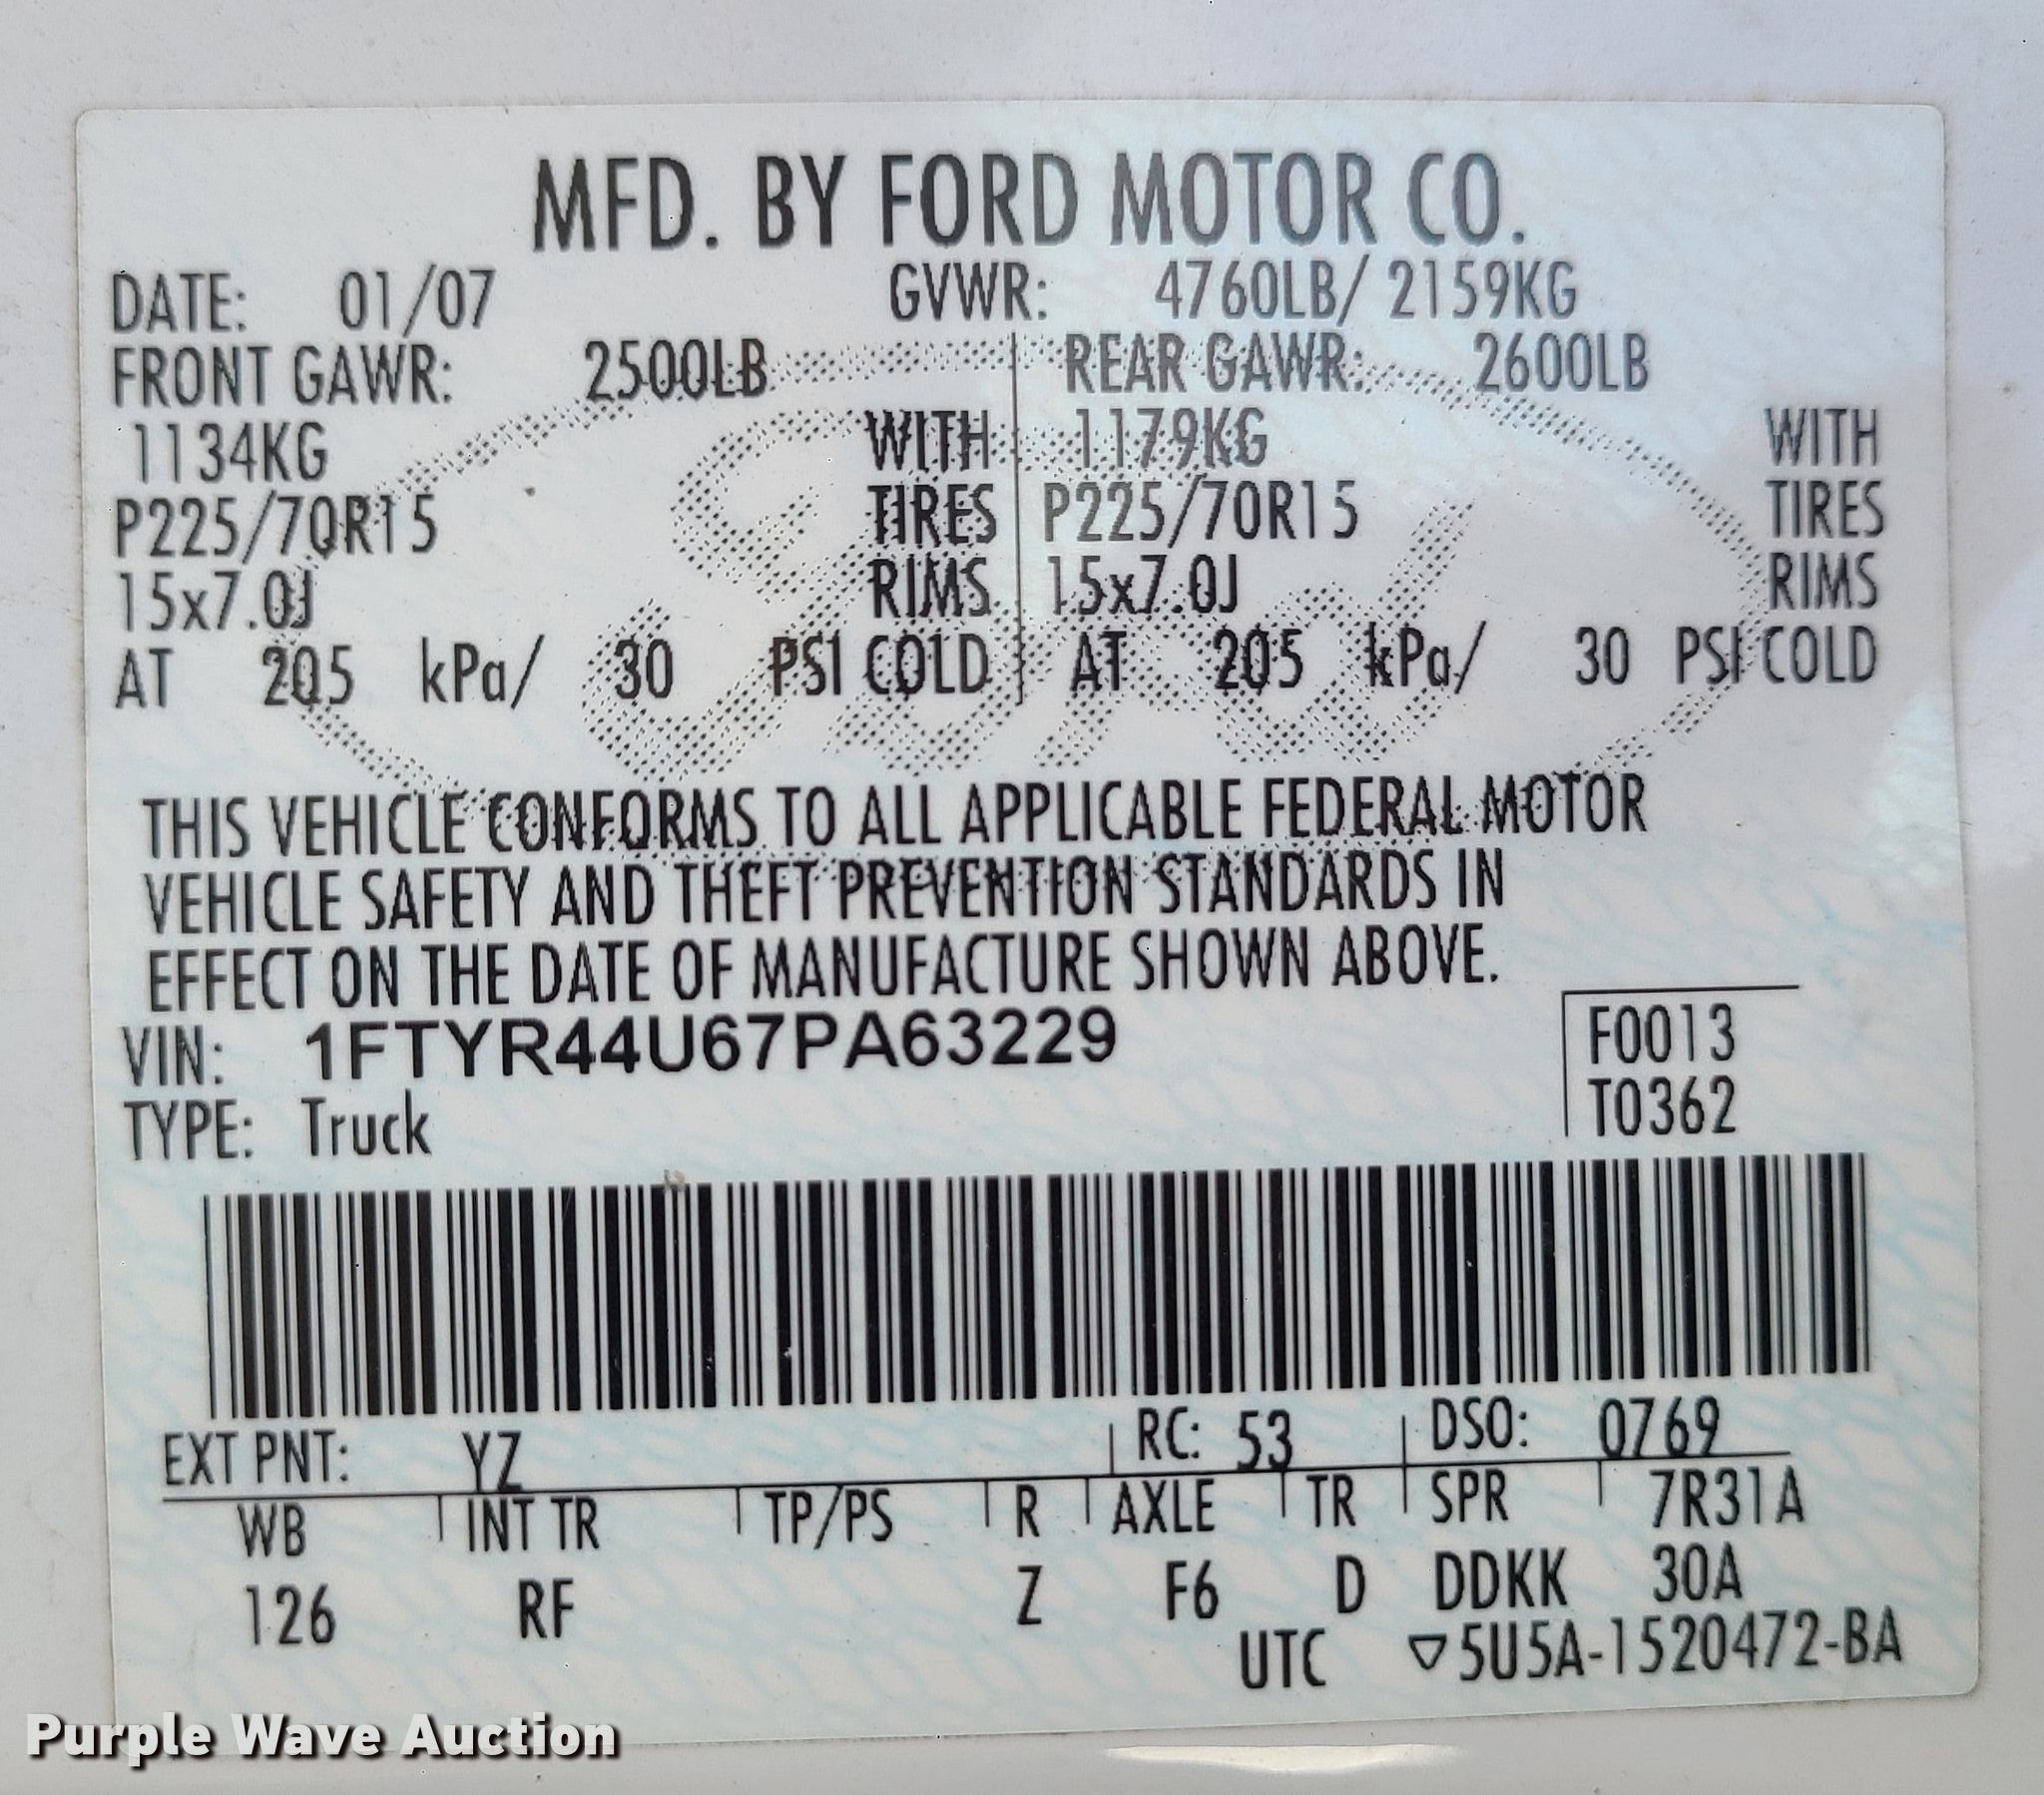 MFD. BY FORD MOTOR CO.
DATE: 01/07 GVWR: 4760LB/ 2159KG
FRONT GAWR: 2500LB REAR GAWR: 2600LB
1134KG WITH 1179KG WITH
P225/70R15 TIRES P225/70R15 TIRES
15x7.0J RIMS 15x7.0J RIMS
AT 205 kPa/ 30 PSI COLD AT 205 kPa/ 30 PSI COLD
THIS VEHICLE CONFORMS TO ALL APPLICABLE FEDERAL MOTOR
VEHICLE SAFETY AND THEFT PREVENTION STANDARDS IN
EFFECT ON THE DATE OF MANUFACTURE SHOWN ABOVE.
VIN: 1FTYR44U67PA63229 F0013
TYPE: Truck T0362
EXT PNT: YZ RC: 53 DSO: 0769
WB INT TR TP/PS R AXLE TR SPR 7R31A
126 RF Z F6 D DDKK 30A
UTC ▽5U5A-1520472-BA
Purple Wave Auction